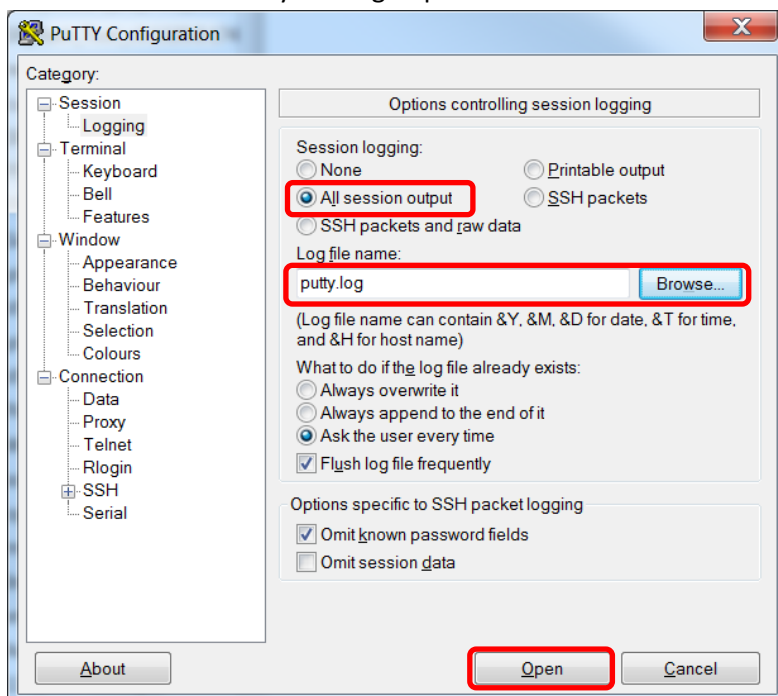 PuTTY Configuration
X
Category:
Session
Logging
Terminal
Keyboard
Bell
Features
Window
Appearance
Behaviour
Translation
Selection
Colours
Connection
Data
Proxy
Telnet
Rlogin
SSH
Serial
Options controlling session logging
Session logging:
None
Printable output
All session output
SSH packets
SSH packets and raw data
Log file name:
putty.log
Browse...
(Log file name can contain &Y, &M, &D for date, &T for time,
and &H for host name)
What to do if the log file already exists:
Always overwrite it
Always append to the end of it
Ask the user every time
Flush log file frequently
Options specific to SSH packet logging
Omit known password fields
Omit session data
About
Open
Cancel